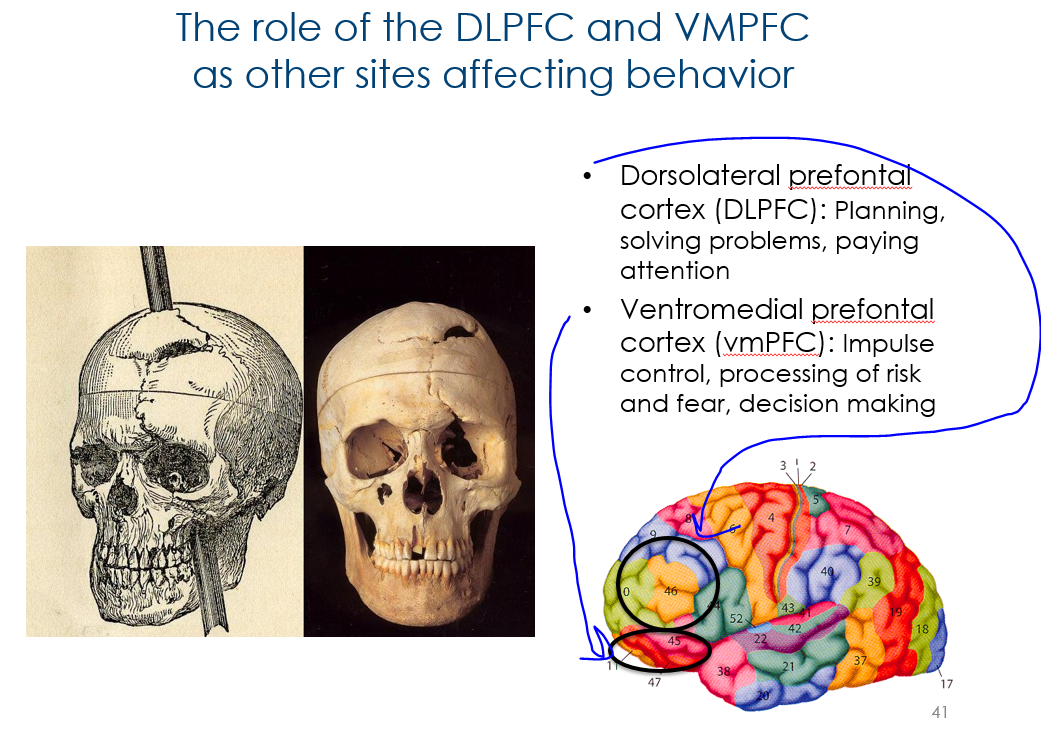 The role of the DLPFC and VMPFC
as other sites affecting behavior
• Dorsolateral prefontal
cortex (DLPFC): Planning,
solving problems, paying
attention
• Ventromedial prefontal
cortex (vmPFC): Impulse
control, processing of risk
and fear, decision making
3 1 2
5
8 6 4 7
9
40
39
0 46
44 43 41 19
52 42 18
45 22
11 38 21 37
47 20 17
41